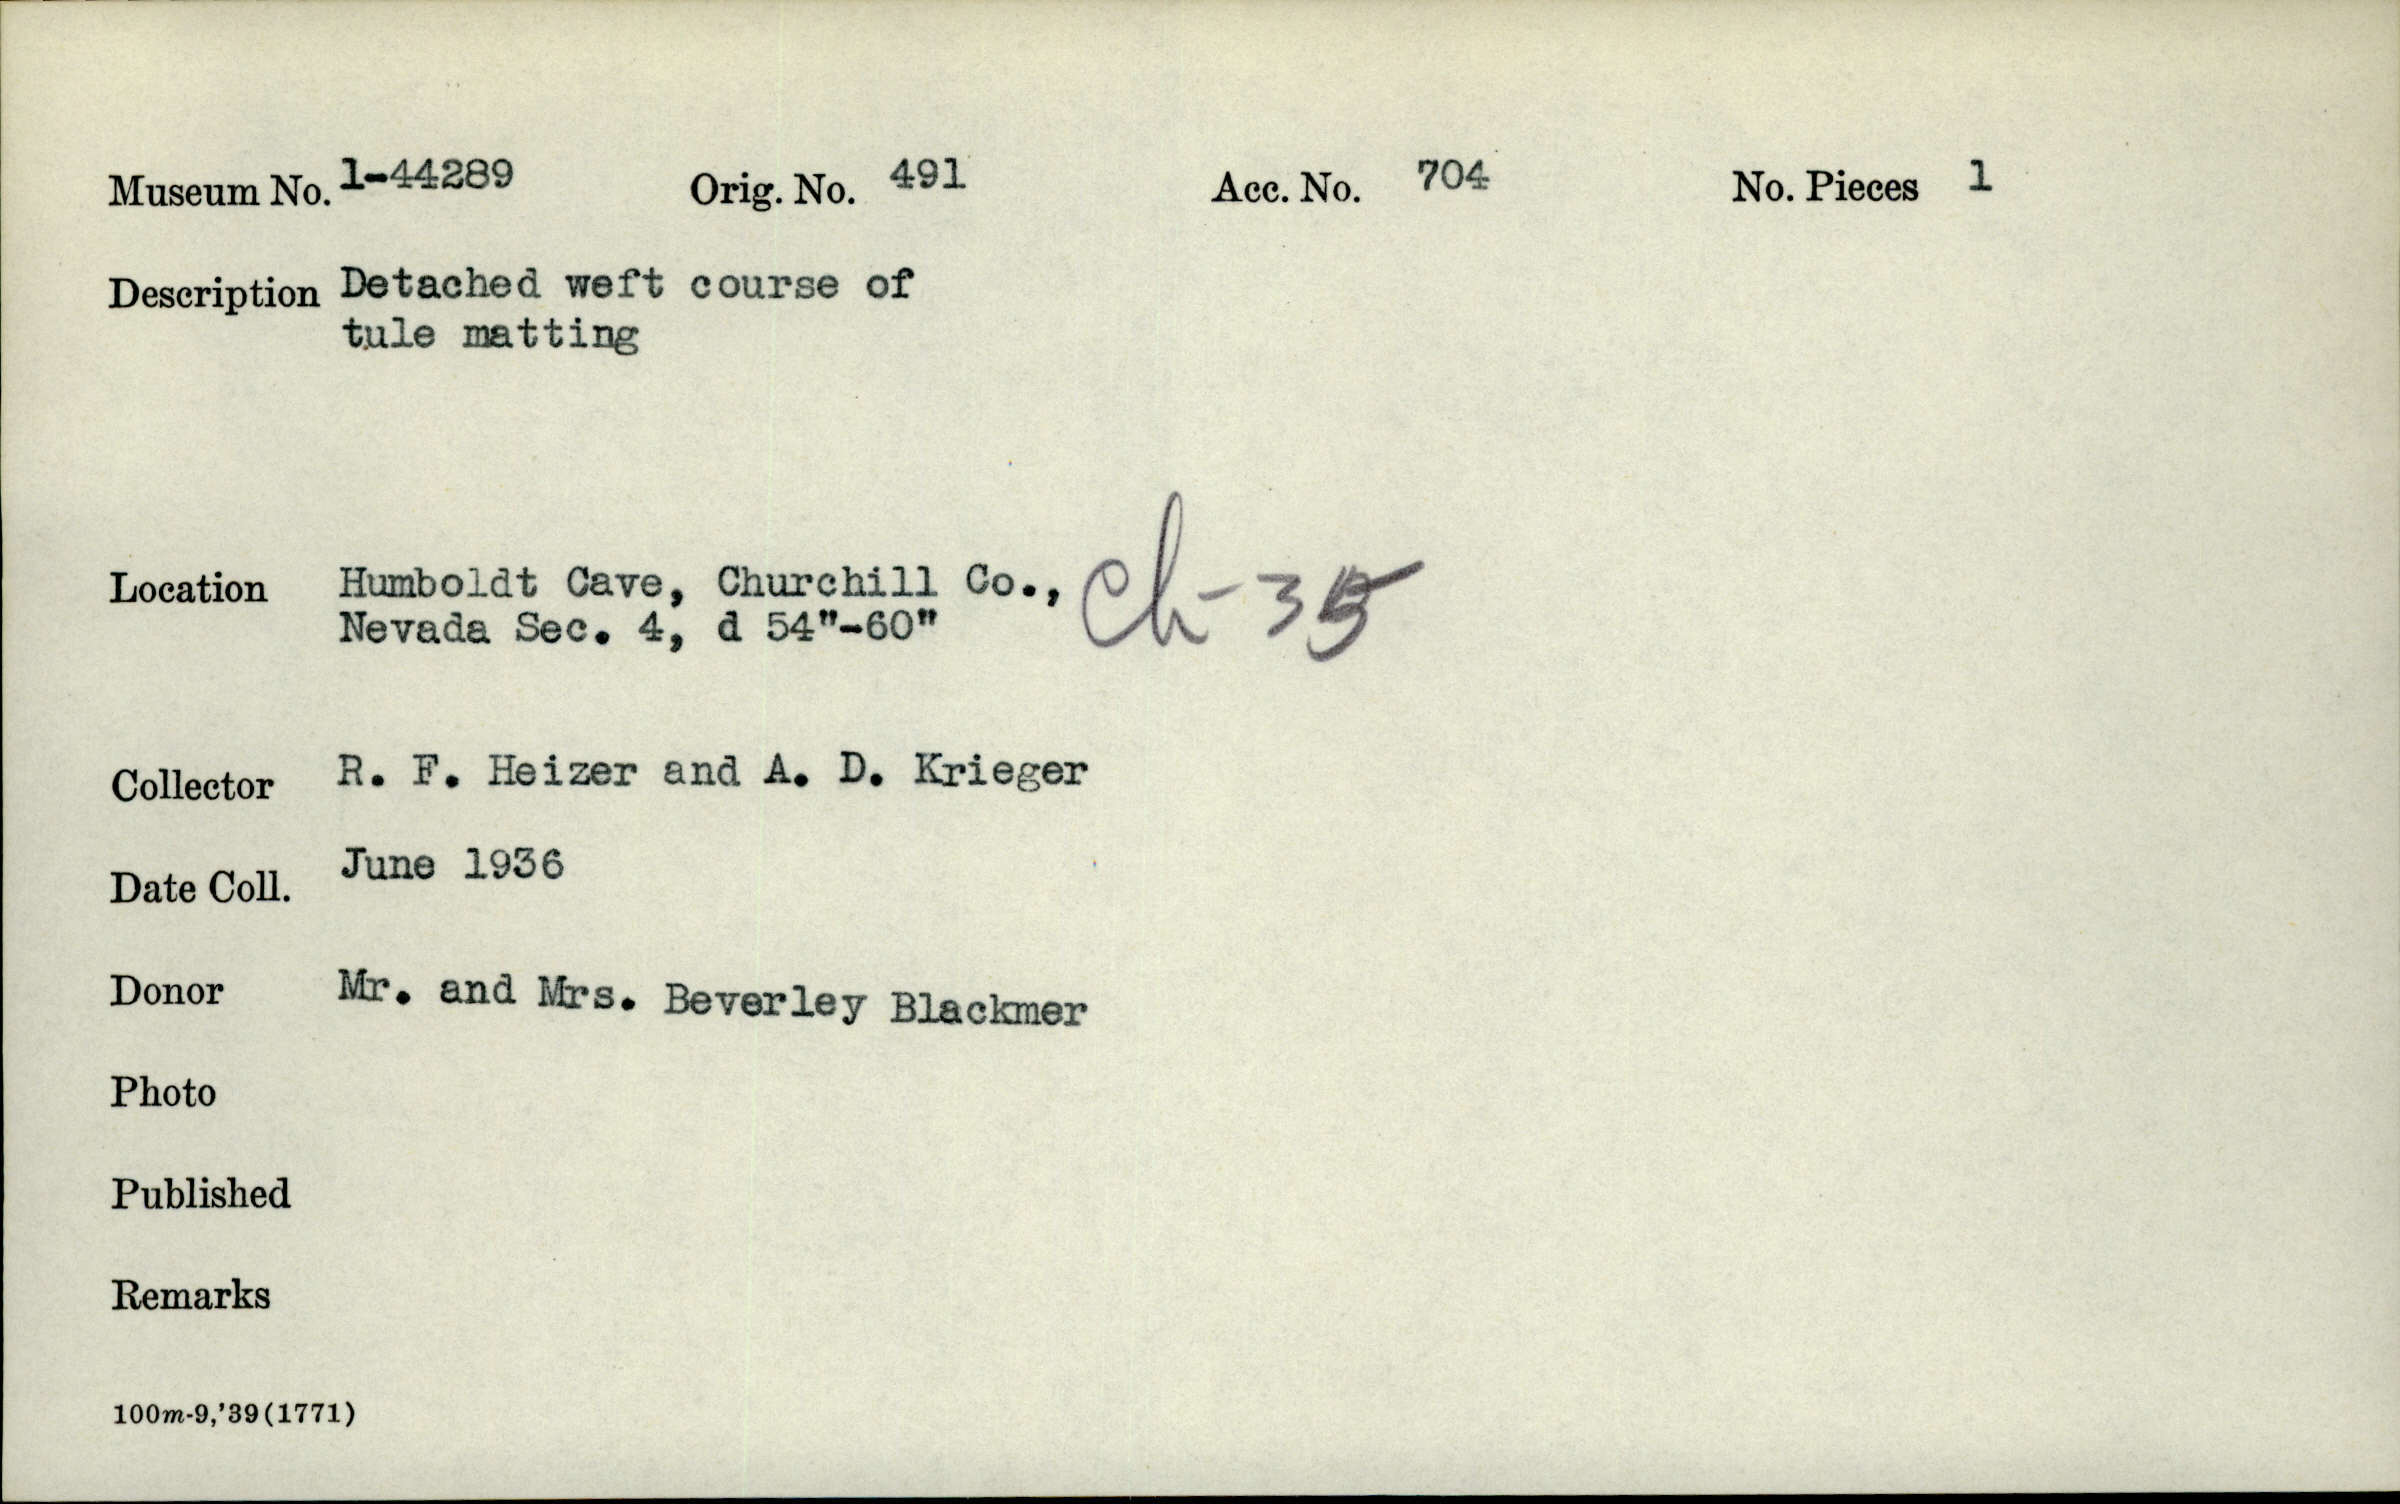 Museum No. 1-44289 Orig. No. 491 Acc. No. 704 No. Pieces 1
Description Detached weft course of
tule matting
Location Humboldt Cave, Churchill Co., Ch-35
Nevada Sec. 4, d 54"-60"
Collector R. F. Heizer and A. D. Krieger
Date Coll. June 1936
Donor Mr. and Mrs. Beverley Blackmer
Photo
Published
Remarks
100m-9,'39(1771)